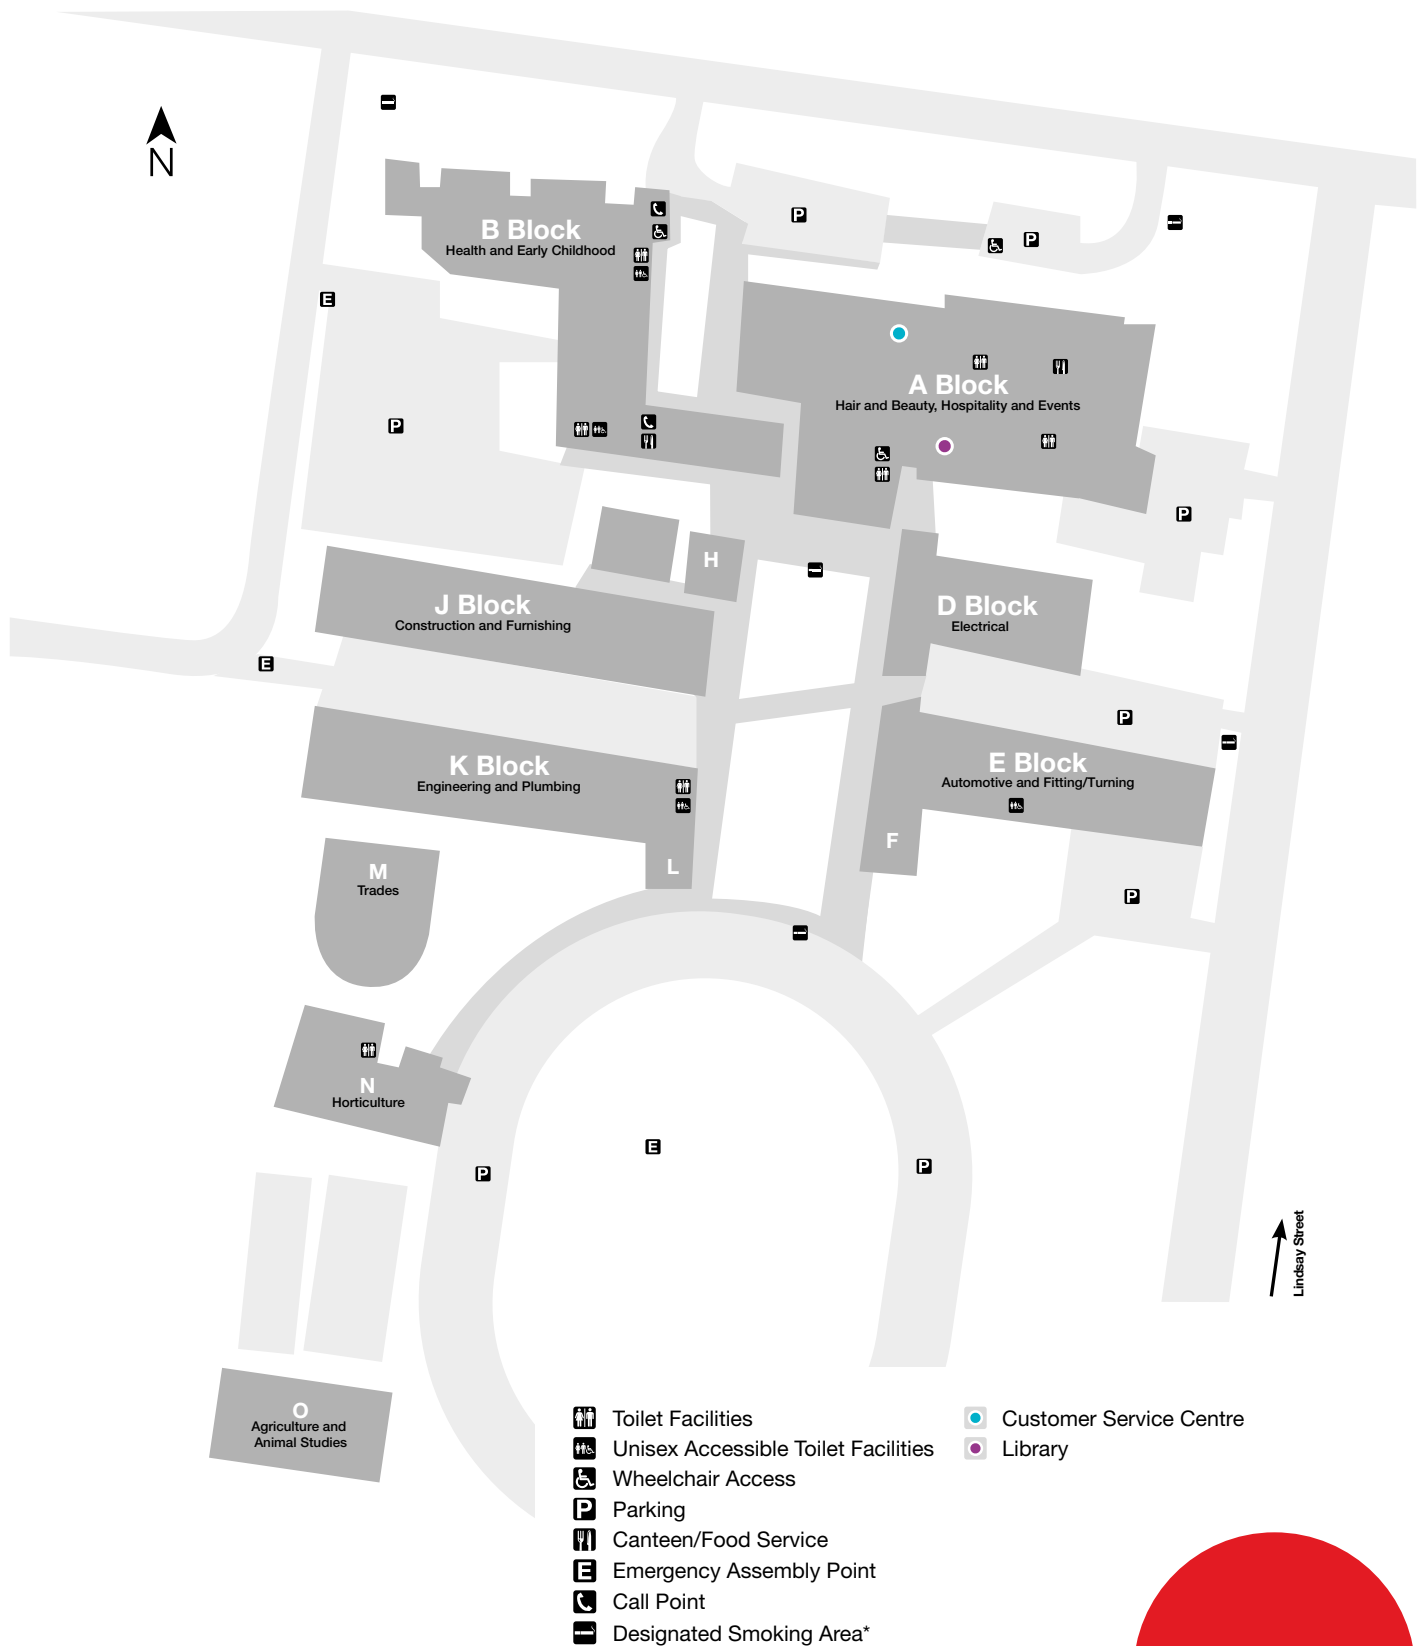 N
P
P
B Block
Health and Early Childhood
E
A Block
Hair and Beauty, Hospitality and Events
P
P
H
J Block
Construction and Furnishing
D Block
Electrical
E
P
K Block
Engineering and Plumbing
E Block
Automotive and Fitting/Turning
F
L
M
Trades
P
N
Horticulture
E
P
P
Lindsay Street
O
Agriculture and
Animal Studies
Toilet Facilities
Unisex Accessible Toilet Facilities
Wheelchair Access
P Parking
Canteen/Food Service
E Emergency Assembly Point
Call Point
Designated Smoking Area*
Customer Service Centre
Library